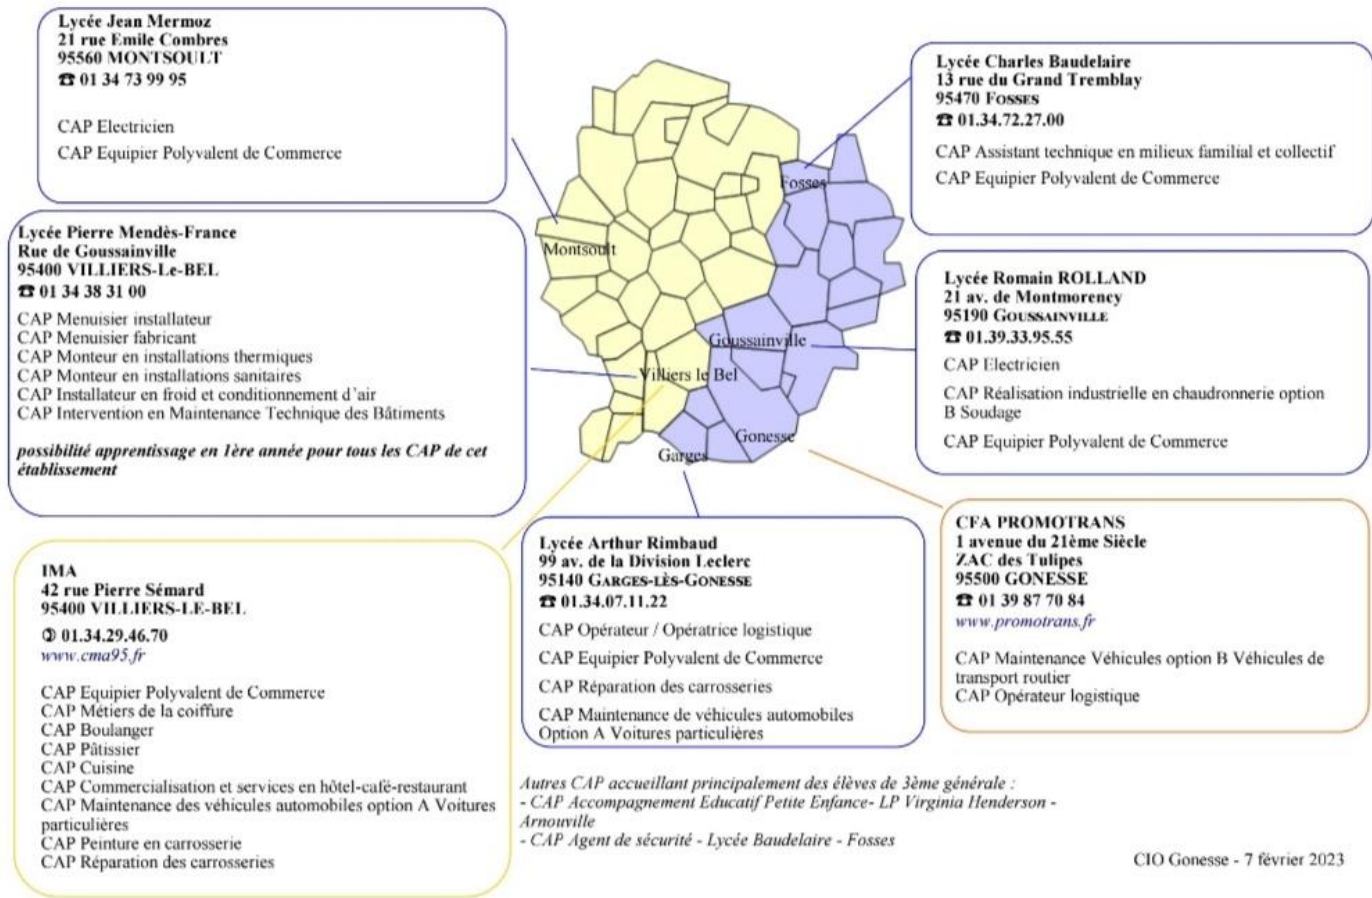 Lycée Jean Mermoz
21 rue Emile Combres
95560 MONTSOULT
☎ 01 34 73 99 95
CAP Electricien
CAP Equipier Polyvalent de Commerce
Lycée Charles Baudelaire
13 rue du Grand Tremblay
95470 FOSSES
☎ 01.34.72.27.00
CAP Assistant technique en milieux familial et collectif
CAP Equipier Polyvalent de Commerce
Lycée Pierre Mendès-France
Rue de Goussainville
95400 VILLIERS-Le-BEL
☎ 01 34 38 31 00
CAP Menuisier installateur
CAP Menuisier fabricant
CAP Monteur en installations thermiques
CAP Monteur en installations sanitaires
CAP Installateur en froid et conditionnement d'air
CAP Intervention en Maintenance Technique des Bâtiments
possibilité apprentissage en 1ère année pour tous les CAP de cet
établissement
Fosses
Montsoult
Goussainville
Villiers le Bel
Gonesse
Garges
Lycée Romain ROLLAND
21 av. de Montmorency
95190 GOUSSAINVILLE
☎ 01.39.33.95.55
CAP Electricien
CAP Réalisation industrielle en chaudronnerie option
B Soudage
CAP Equipier Polyvalent de Commerce
IMA
42 rue Pierre Sémard
95400 VILLIERS-LE-BEL
✆ 01.34.29.46.70
www.cma95.fr
CAP Equipier Polyvalent de Commerce
CAP Métiers de la coiffure
CAP Boulanger
CAP Pâtissier
CAP Cuisine
CAP Commercialisation et services en hôtel-café-restaurant
CAP Maintenance des véhicules automobiles option A Voitures
particulières
CAP Peinture en carrosserie
CAP Réparation des carrosseries
Lycée Arthur Rimbaud
99 av. de la Division Leclerc
95140 GARGES-LÈS-GONESSE
☎ 01.34.07.11.22
CAP Opérateur / Opératrice logistique
CAP Equipier Polyvalent de Commerce
CAP Réparation des carrosseries
CAP Maintenance de véhicules automobiles
Option A Voitures particulières
CFA PROMOTRANS
1 avenue du 21ème Siècle
ZAC des Tulipes
95500 GONESSE
☎ 01 39 87 70 84
www.promotrans.fr
CAP Maintenance Véhicules option B Véhicules de
transport routier
CAP Opérateur logistique
Autres CAP accueillant principalement des élèves de 3ème générale :
- CAP Accompagnement Educatif Petite Enfance- LP Virginia Henderson -
Arnouville
- CAP Agent de sécurité - Lycée Baudelaire - Fosses
CIO Gonesse - 7 février 2023